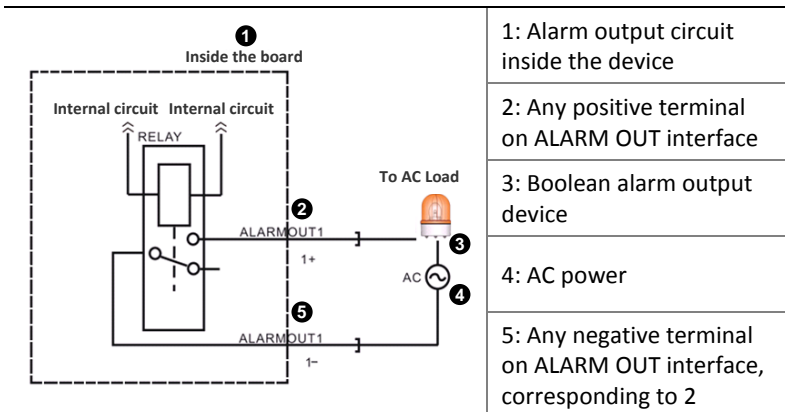 1
Inside the board
Internal circuit Internal circuit
RELAY
To AC Load
2
ALARMOUT1
1+
3
AC
4
5
ALARMOUT1
1−
1: Alarm output circuit
inside the device
2: Any positive terminal
on ALARM OUT interface
3: Boolean alarm output
device
4: AC power
5: Any negative terminal
on ALARM OUT interface,
corresponding to 2